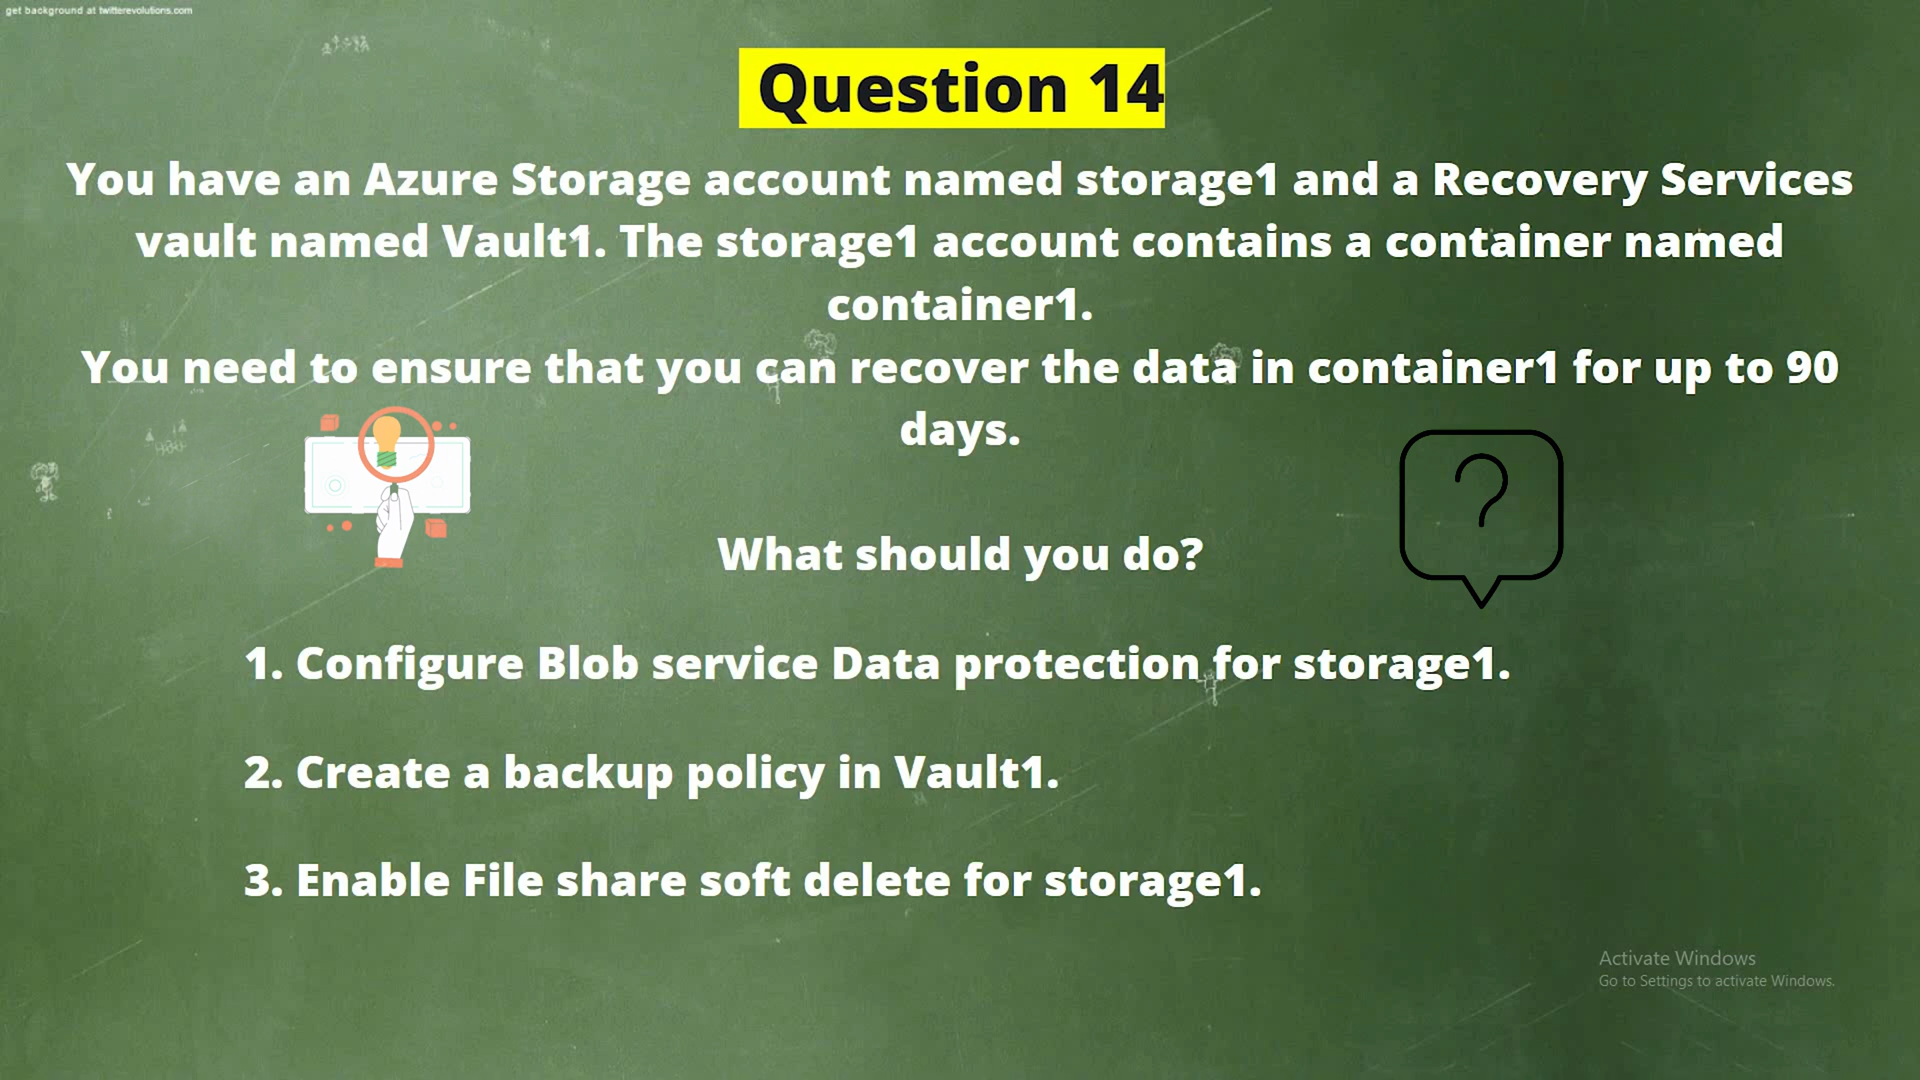 get background at twitterevolutions.com
Question 14
You have an Azure Storage account named storage1 and a Recovery Services
vault named Vault1. The storage1 account contains a container named
container1.
You need to ensure that you can recover the data in container1 for up to 90
days.
What should you do?
1. Configure Blob service Data protection for storage1.
2. Create a backup policy in Vault1.
3. Enable File share soft delete for storage1.
Activate Windows
Go to Settings to activate Windows.